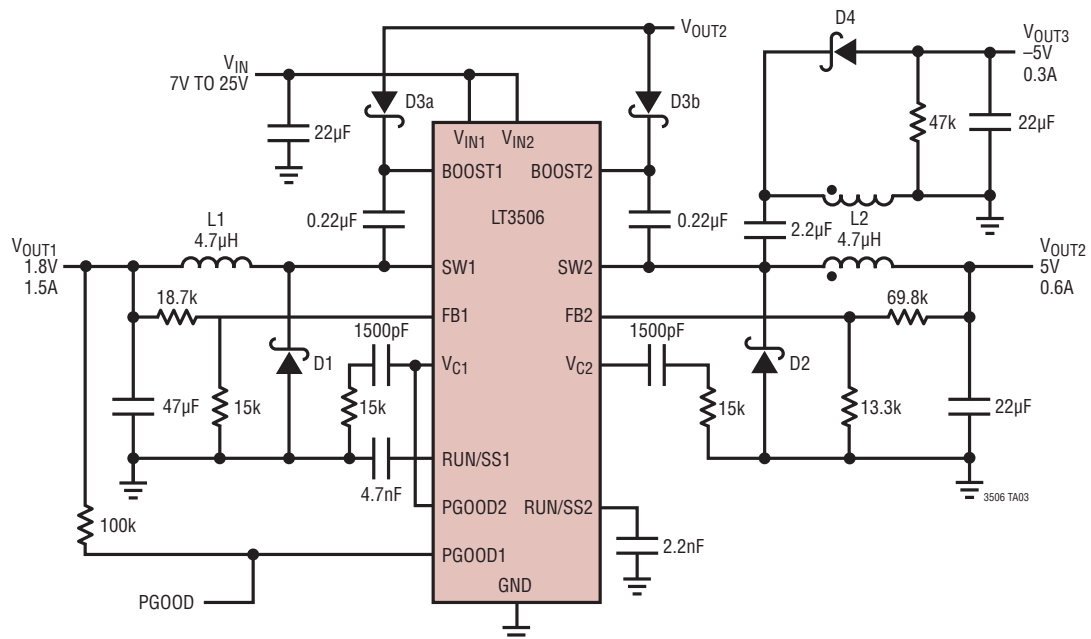 D4
VOUT2
VOUT3
–5V
0.3A
VIN
7V TO 25V
D3a
D3b
22µF
47k
22µF
VIN1 VIN2
BOOST1 BOOST2
LT3506
0.22µF
0.22µF
2.2µF
L2
4.7µH
L1
4.7µH
VOUT1
1.8V
1.5A
SW1 SW2
VOUT2
5V
0.6A
18.7k
69.8k
FB1 FB2
1500pF
1500pF
VC1 VC2
D1
D2
47µF
15k
15k
15k
13.3k
22µF
RUN/SS1
4.7nF
3506 TA03
PGOOD2 RUN/SS2
100k
2.2nF
PGOOD1
GND
PGOOD